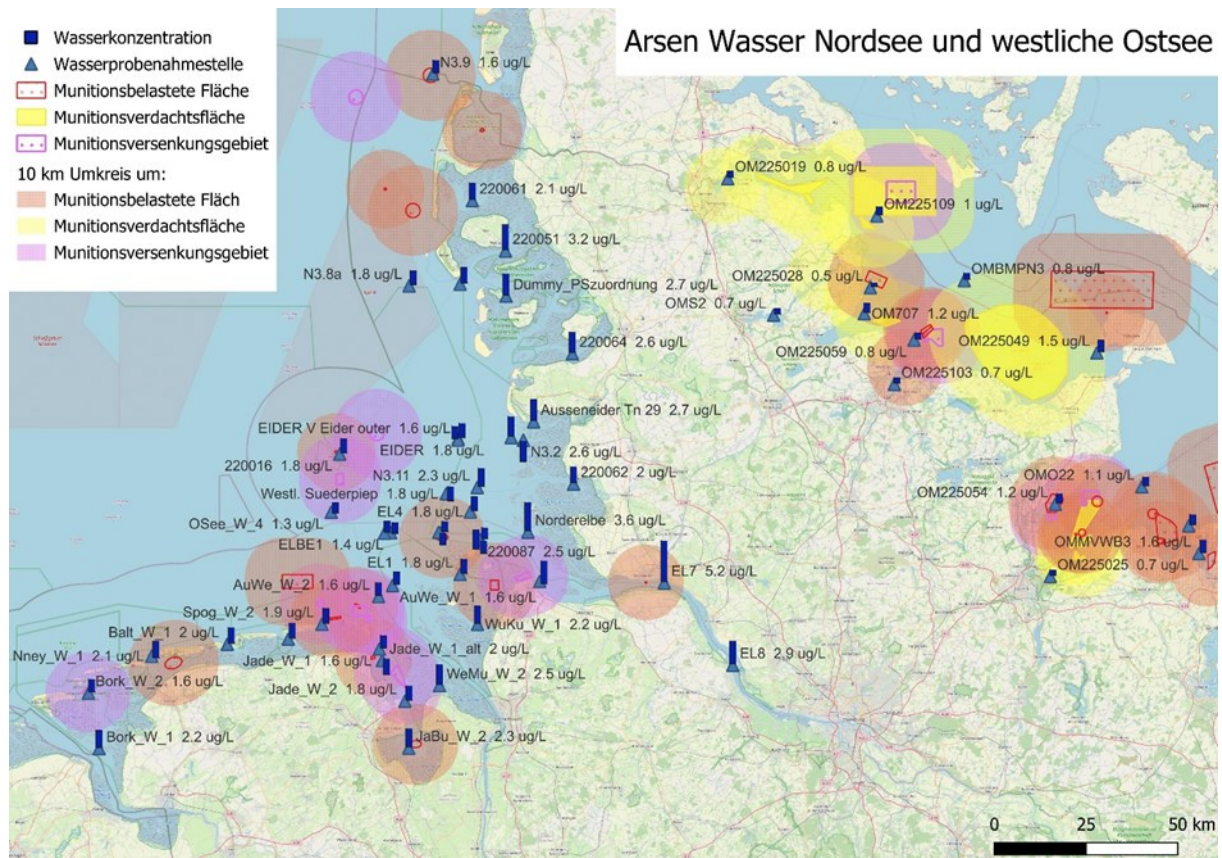 Arsen Wasser Nordsee und westliche Ostsee
Wasserkonzentration
Wasserprobenahmestelle
Munitionsbelastete Fläche
Munitionsverdachtsfläche
Munitionsversenkungsgebiet
10 km Umkreis um:
Munitionsbelastete Fläch
Munitionsverdachtsfläche
Munitionsversenkungsgebiet
N3.9 1.6 ug/L
OM225019 0.8 ug/L
220061 2.1 ug/L
OM225109 1 ug/L
220051 3.2 ug/L
N3.8a 1.8 ug/L
OM225028 0.5 ug/L
OMBMPN3 0.8 ug/L
Dummy_PSzuordnung 2.7 ug/L
OMS2 0.7 ug/L
OM707 1.2 ug/L
220064 2.6 ug/L
OM225059 0.8 ug/L
OM225049 1.5 ug/L
OM225103 0.7 ug/L
Ausseneider Tn 29 2.7 ug/L
EIDER V Eider outer 1.6 ug/L
EIDER 1.8 ug/L
N3.2 2.6 ug/L
220016 1.8 ug/L
N3.11 2.3 ug/L
220062 2 ug/L
OMO22 1.1 ug/L
Westl. Suederpiep 1.8 ug/L
OM225054 1.2 ug/L
EL4 1.8 ug/L
Norderelbe 3.6 ug/L
OSee_W_4 1.3 ug/L
ELBE1 1.4 ug/L
OMMVWB3 1.6 ug/L
220087 2.5 ug/L
EL1 1.8 ug/L
EL7 5.2 ug/L
OM225025 0.7 ug/L
AuWe_W_2 1.6 ug/L
AuWe_W_1 1.6 ug/L
Spog_W_2 1.9 ug/L
WuKu_W_1 2.2 ug/L
Balt_W_1 2 ug/L
Jade_W_1_alt 2 ug/L
Nney_W_1 2.1 ug/L
Jade_W_1 1.6 ug/L
EL8 2.9 ug/L
Bork_W_2 1.6 ug/L
WeMu_W_2 2.5 ug/L
Jade_W_2 1.8 ug/L
Bork_W_1 2.2 ug/L
JaBu_W_2 2.3 ug/L
0 25 50 km